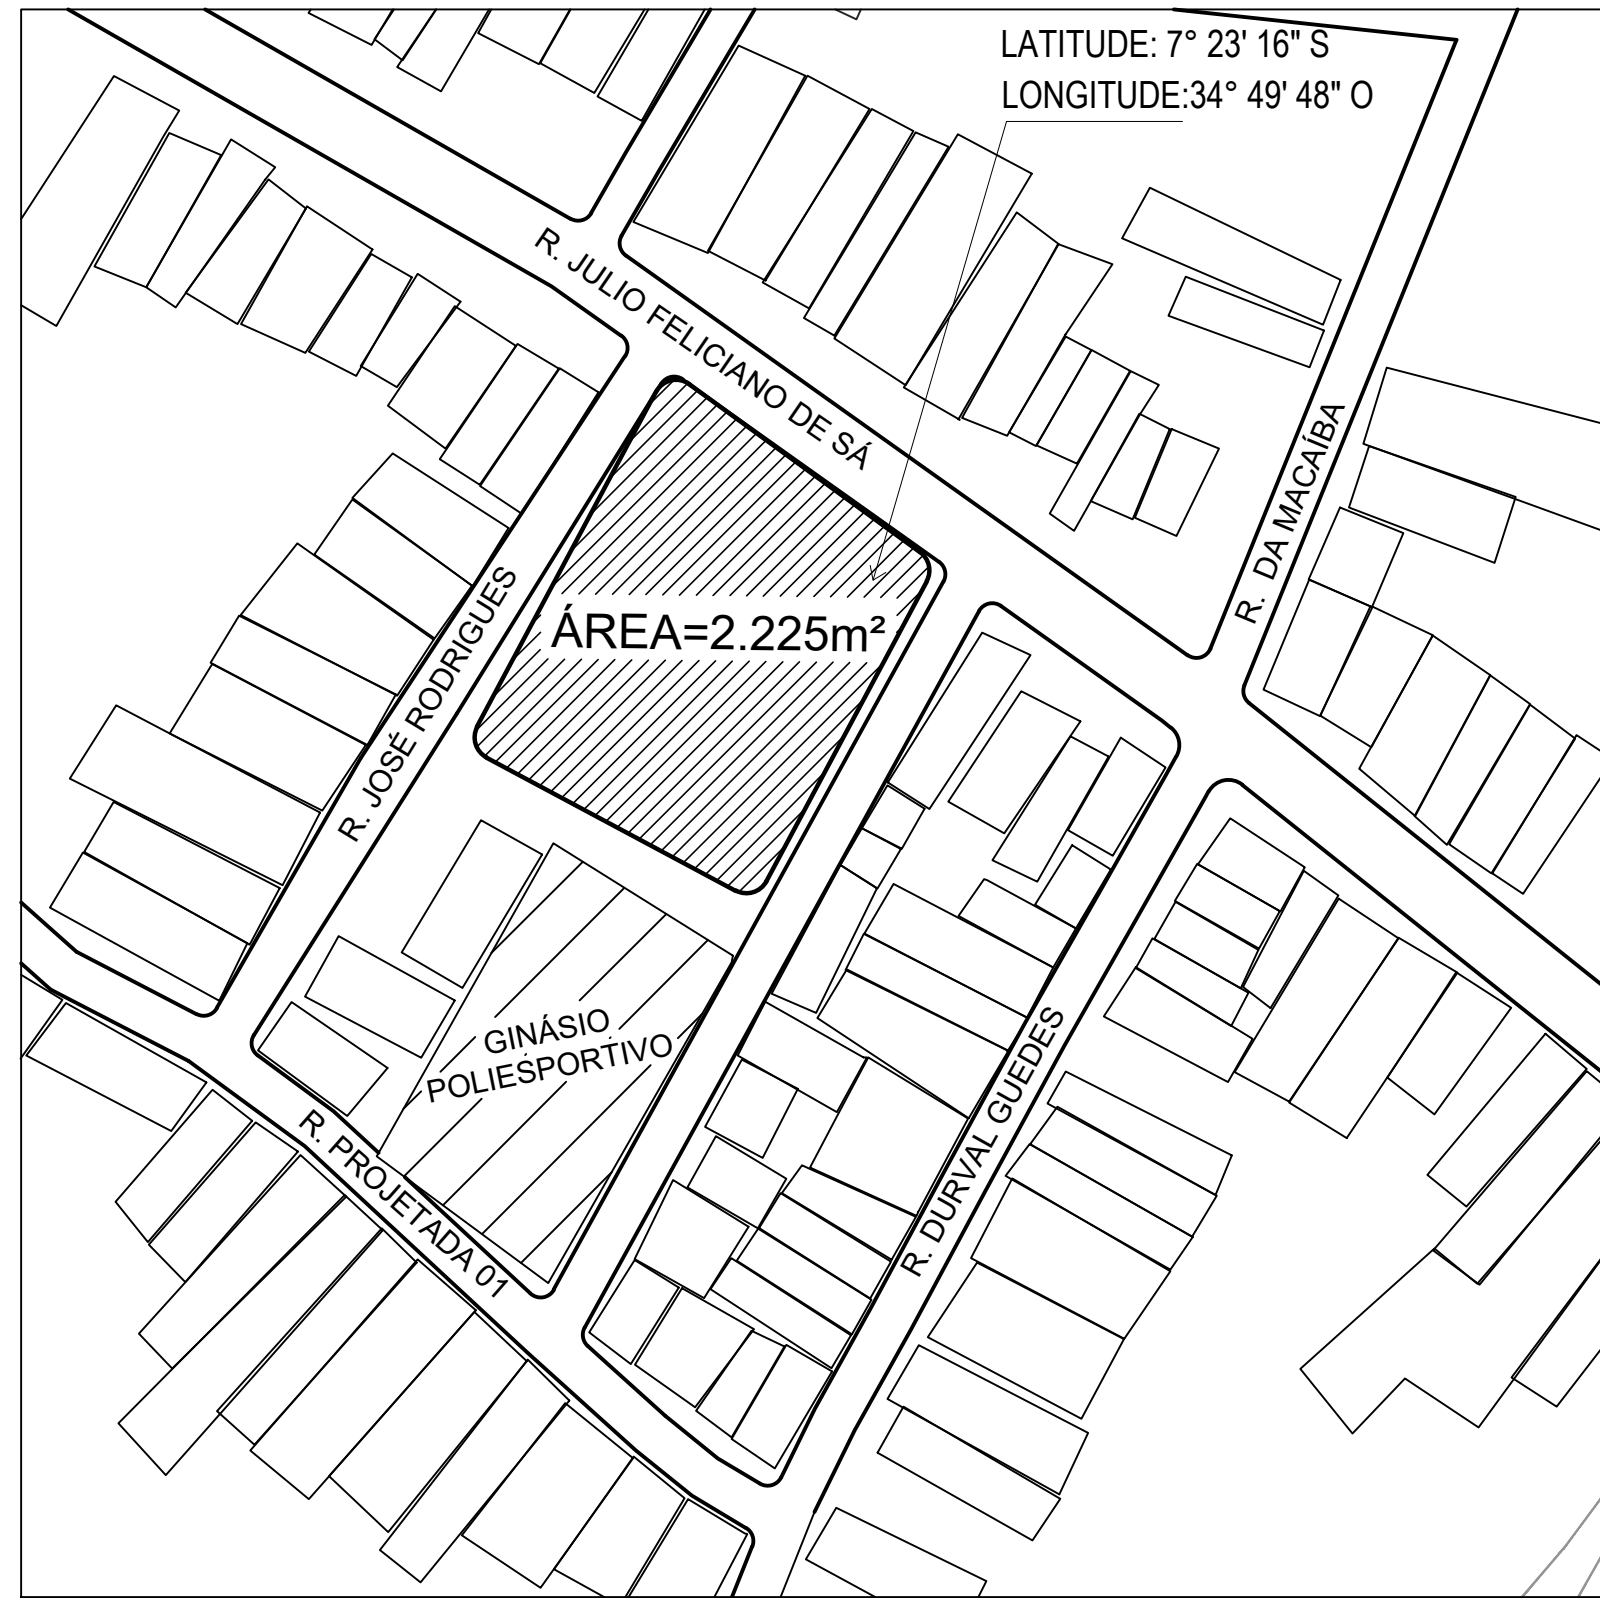 LATITUDE: 7° 23' 16" S
LONGITUDE:34° 49' 48" O
R. JULIO FELICIANO DE SÁ
R. DA MACAÍBA
ÁREA=2.225m²
R. JOSÉ RODRIGUES
GINÁSIO
POLIESPORTIVO
R. DURVAL GUEDES
R. PROJETADA 01